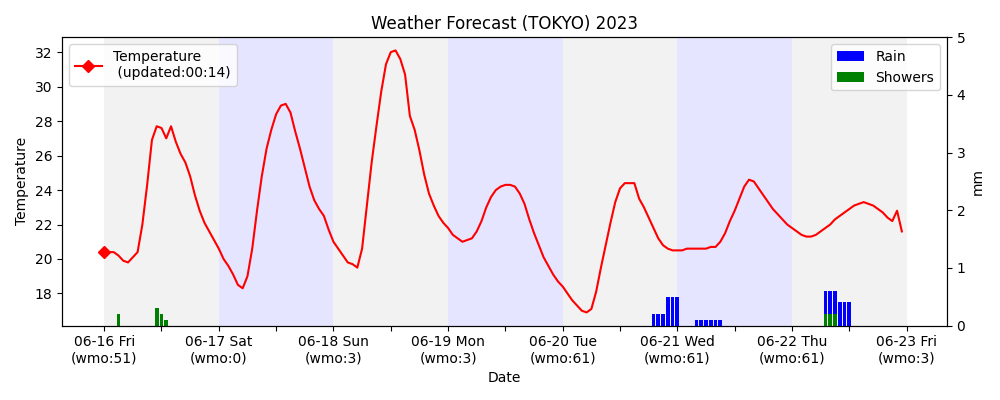 Weather Forecast (TOKYO) 2023
Temperature
(updated:00:14)
Rain
Showers
Temperature
32
30
28
26
24
22
20
18
5
4
3
2
1
0
mm
06-16 Fri
(wmo:51)
06-17 Sat
(wmo:0)
06-18 Sun
(wmo:3)
06-19 Mon
(wmo:3)
06-20 Tue
(wmo:61)
06-21 Wed
(wmo:61)
06-22 Thu
(wmo:61)
06-23 Fri
(wmo:3)
Date